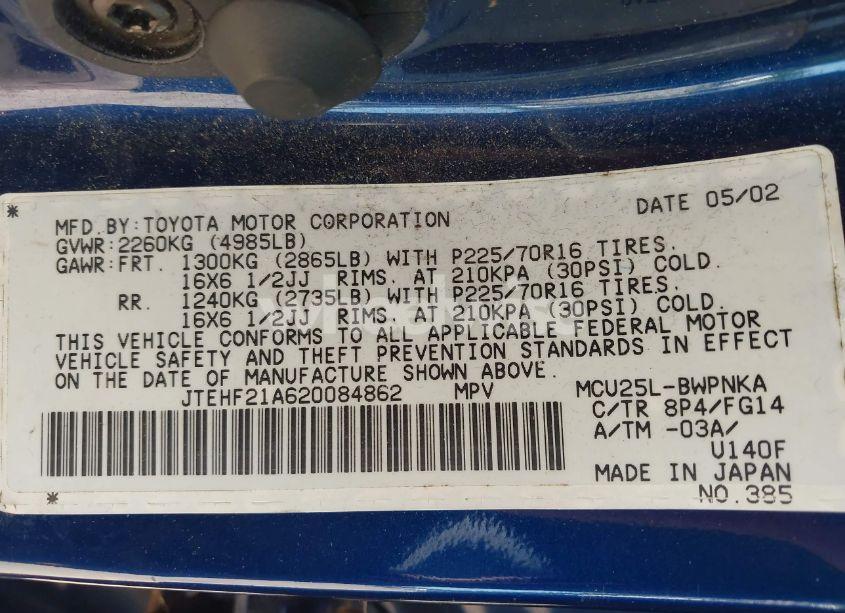 DATE 05/02
MFD.BY:TOYOTA MOTOR CORPORATION
GVWR:2260KG (4985LB)
GAWR:FRT. 1300KG (2865LB) WITH P225/70R16 TIRES.
16X6 1/2JJ RIMS. AT 210KPA (30PSI) COLD.
RR. 1240KG (2735LB) WITH P225/70R16 TIRES.
16X6 1/2JJ RIMS. AT 210KPA (30PSI) COLD.
THIS VEHICLE CONFORMS TO ALL APPLICABLE FEDERAL MOTOR
VEHICLE SAFETY AND THEFT PREVENTION STANDARDS IN EFFECT
ON THE DATE OF MANUFACTURE SHOWN ABOVE.
JTEHF21A620084862 MPV MCU25L-BWPNKA
C/TR 8P4/FG14
A/TM -03A/
U140F
MADE IN JAPAN
NO.385